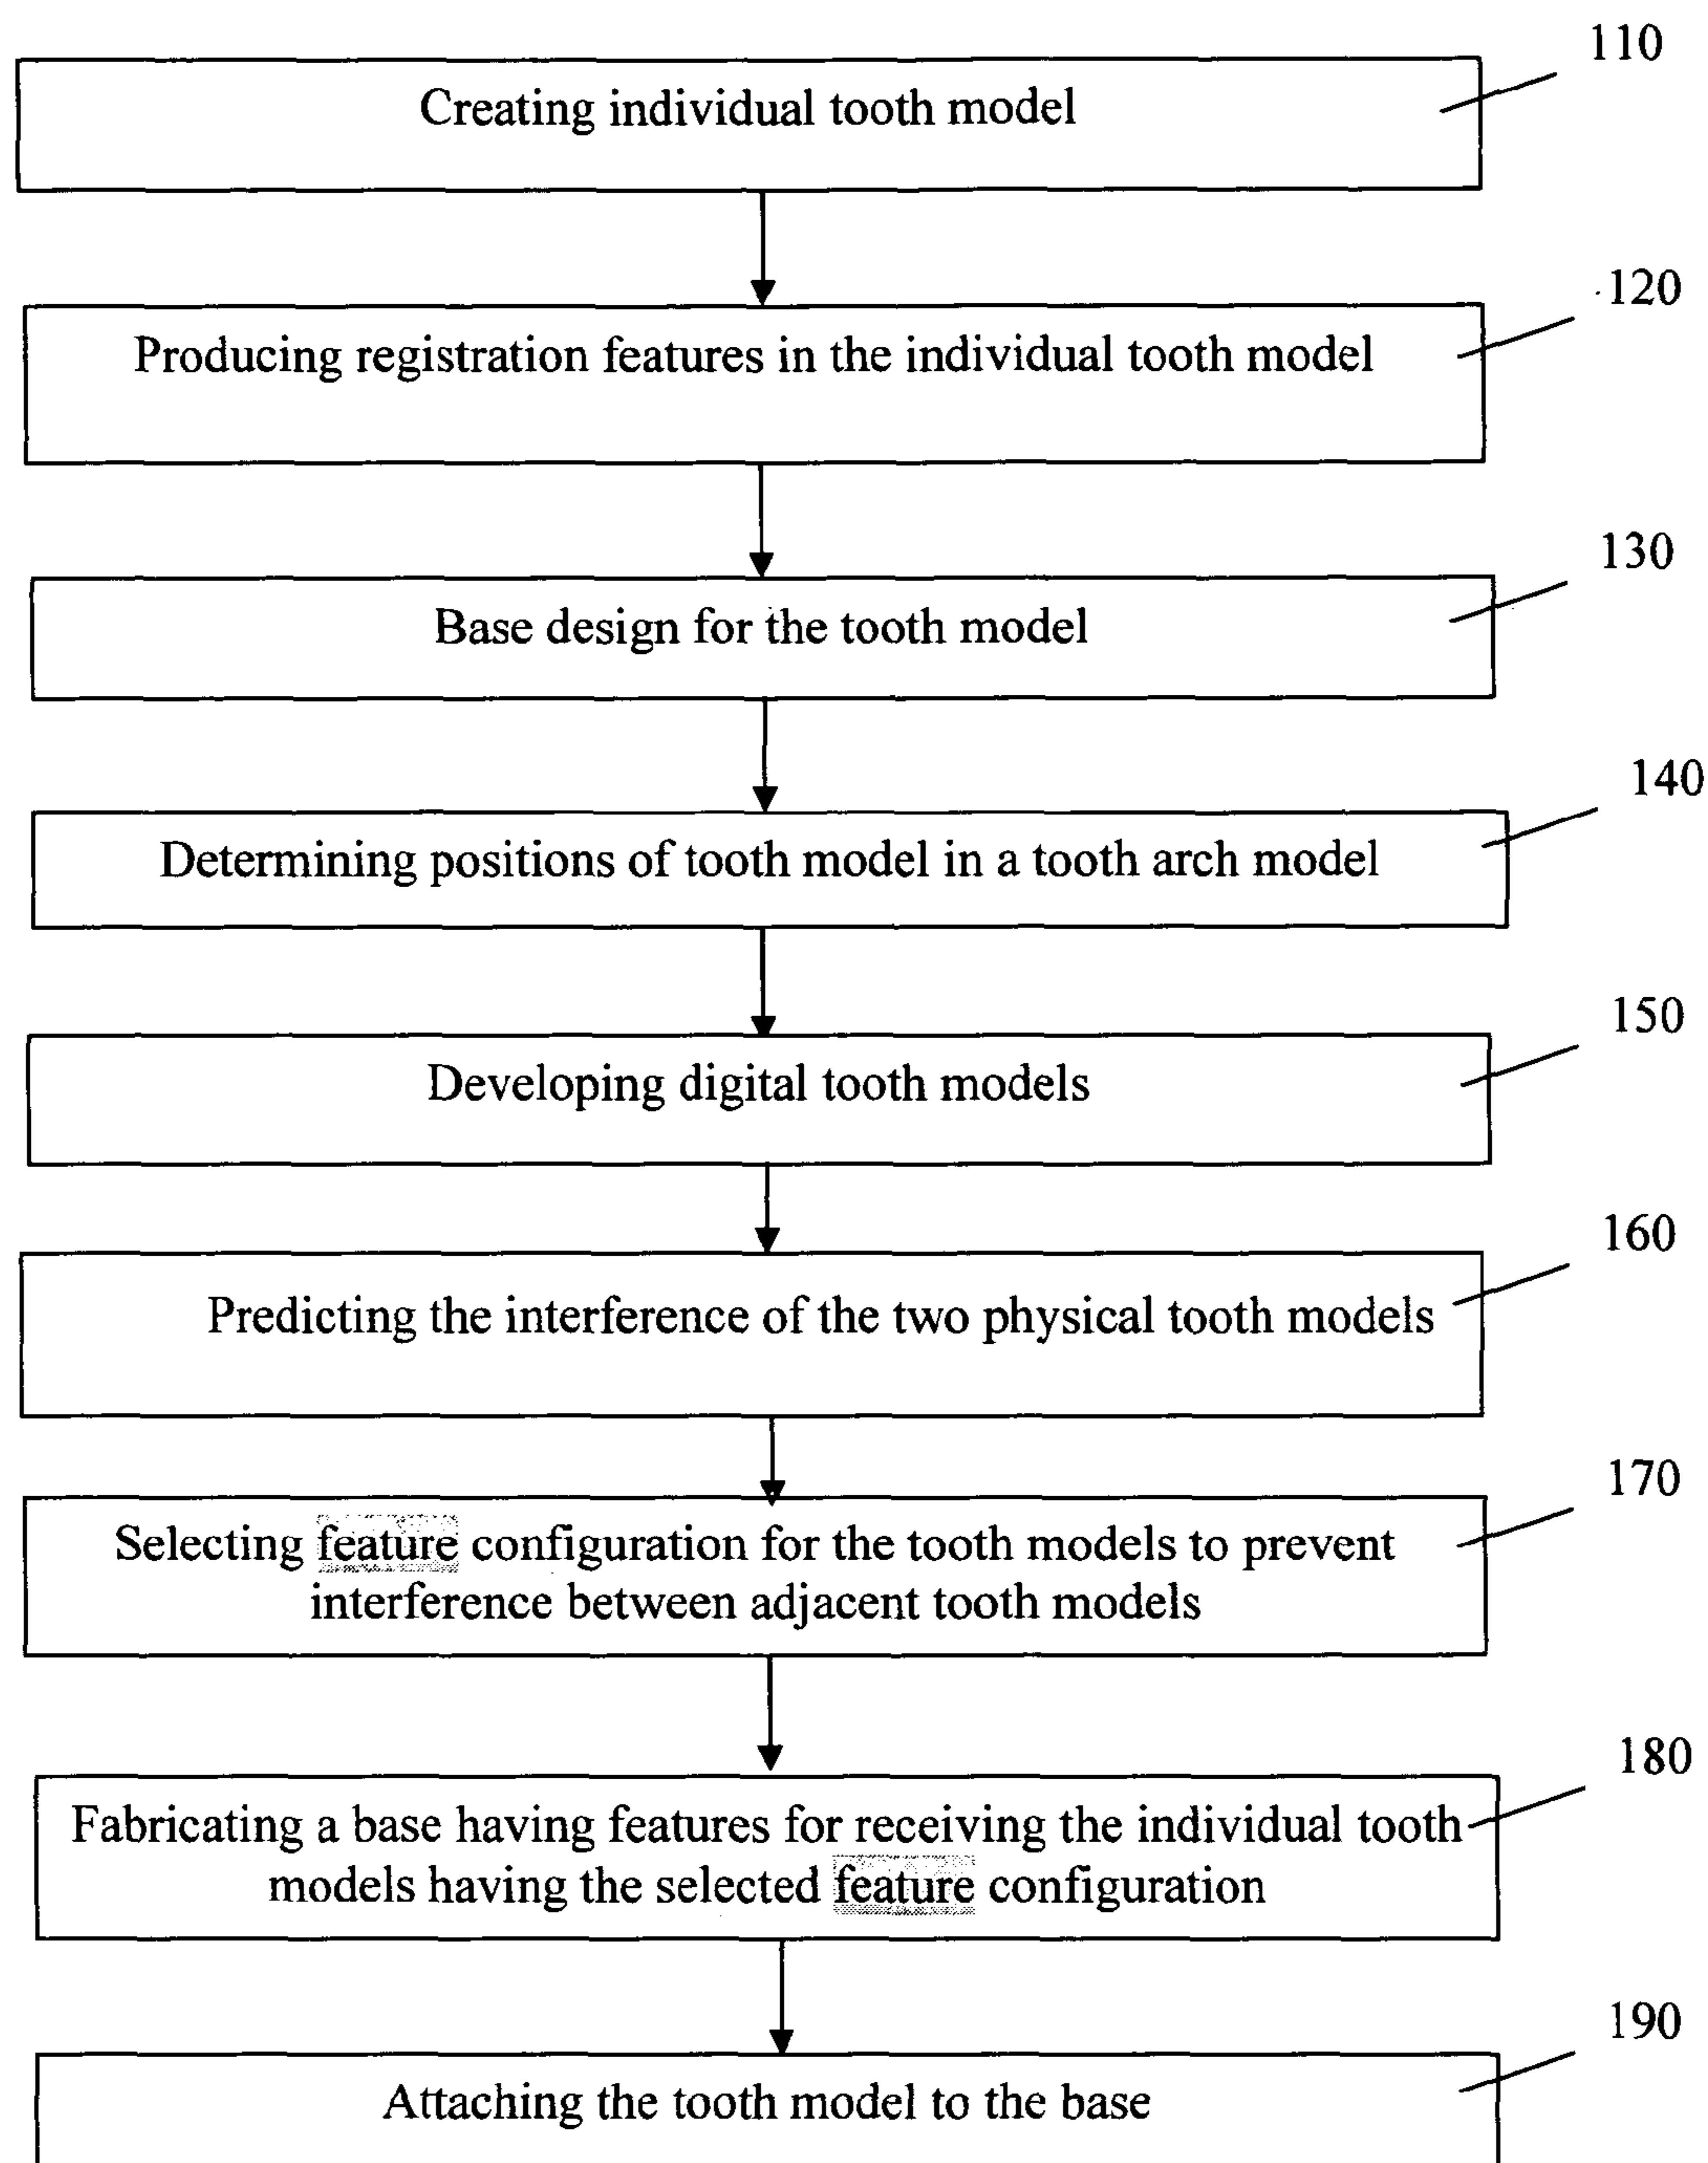 110
Creating individual tooth model
120
Producing registration features in the individual tooth model
130
Base design for the tooth model
140
Determining positions of tooth model in a tooth arch model
150
Developing digital tooth models
160
Predicting the interference of the two physical tooth models
170
Selecting feature configuration for the tooth models to prevent
interference between adjacent tooth models
180
Fabricating a base having features for receiving the individual tooth
models having the selected feature configuration
190
Attaching the tooth model to the base